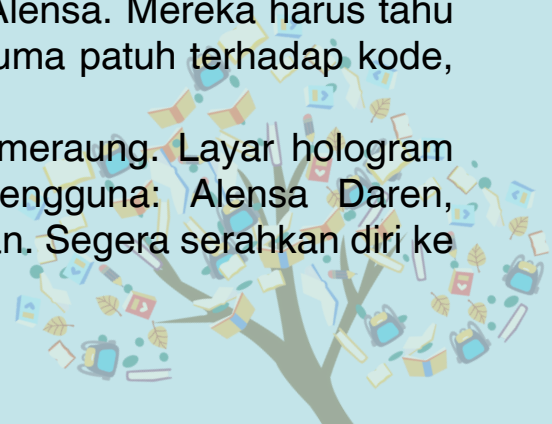 Alensa. Mereka harus tahu
uma patuh terhadap kode,
meraung. Layar hologram
engguna: Alensa Daren,
an. Segera serahkan diri ke